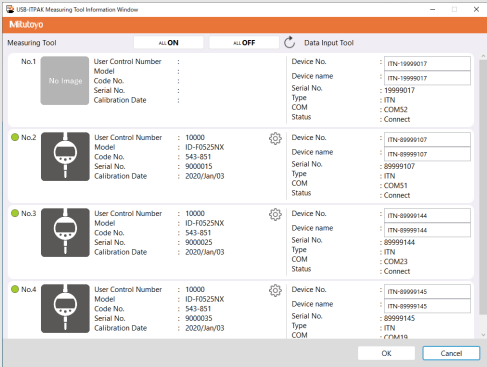 USB-ITPAK Measuring Tool Information Window
Mitutoyo
Measuring Tool ALL ON ALL OFF Data Input Tool
No.1 No Image
User Control Number :
Model :
Code No. :
Serial No. :
Calibration Date :
Device No. : ITN-19999017
Device name : ITN-19999017
Serial No. : 19999017
Type : ITN
COM : COM52
Status : Connect
No.2
User Control Number : 10000
Model : ID-F0525NX
Code No. : 543-851
Serial No. : 9000015
Calibration Date : 2020/Jan/03
Device No. : ITN-89999107
Device name : ITN-89999107
Serial No. : 89999107
Type : ITN
COM : COM51
Status : Connect
No.3
User Control Number : 10000
Model : ID-F0525NX
Code No. : 543-851
Serial No. : 9000025
Calibration Date : 2020/Jan/03
Device No. : ITN-89999144
Device name : ITN-89999144
Serial No. : 89999144
Type : ITN
COM : COM23
Status : Connect
No.4
User Control Number : 10000
Model : ID-F0525NX
Code No. : 543-851
Serial No. : 9000035
Calibration Date : 2020/Jan/03
Device No. : ITN-89999145
Device name : ITN-89999145
Serial No. : 89999145
Type : ITN
COM : COM19
OK Cancel